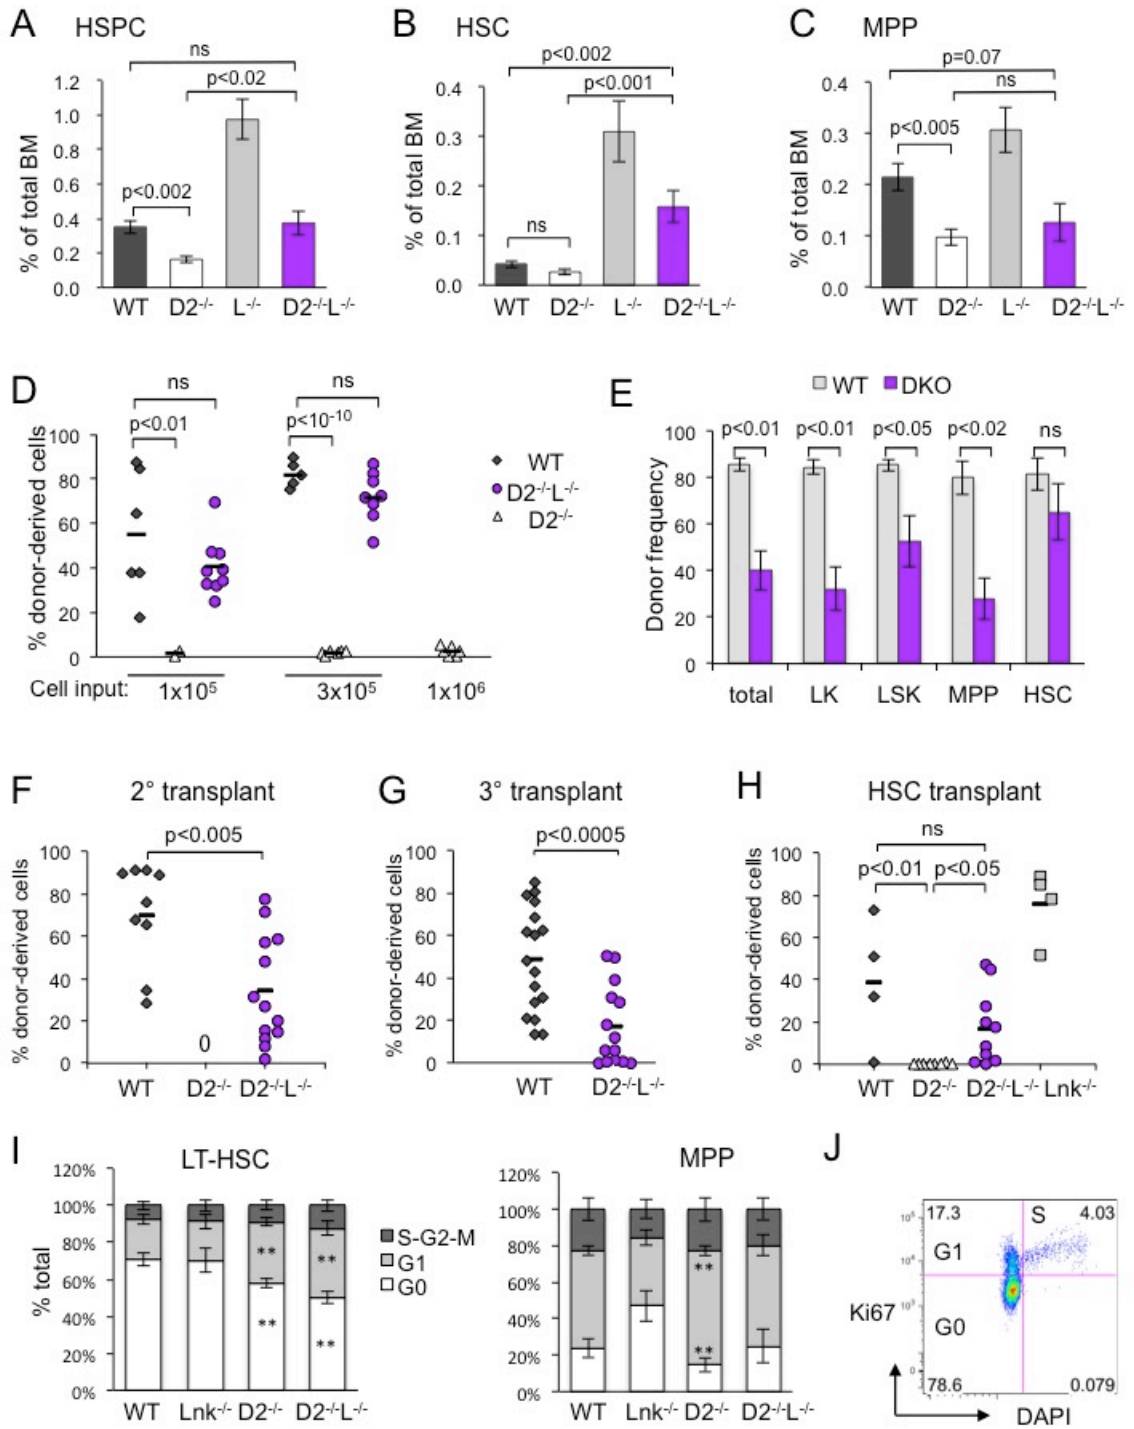 A HSPC
ns
p<0.02
p<0.002
% of total BM
1.2
1.0
0.8
0.6
0.4
0.2
0.0
WT D2-/- L-/- D2-/-L-/-
B HSC
p<0.002
p<0.001
ns
% of total BM
0.4
0.3
0.2
0.1
0.0
WT D2-/- L-/- D2-/-L-/-
C MPP
p=0.07
ns
p<0.005
% of total BM
0.4
0.3
0.2
0.1
0.0
WT D2-/- L-/- D2-/-L-/-
D
ns
ns
p<0.01
p<10-10
% donor-derived cells
100
80
60
40
20
0
Cell input: 1x10⁵ 3x10⁵ 1x10⁶
WT
D2-/-L-/-
D2-/-
E
WT DKO
p<0.01 p<0.01 p<0.05 p<0.02 ns
Donor frequency
100
80
60
40
20
0
total LK LSK MPP HSC
F 2° transplant
p<0.005
% donor-derived cells
100
80
60
40
20
0
0
WT D2-/- D2-/-L-/-
G 3° transplant
p<0.0005
% donor-derived cells
100
80
60
40
20
0
WT D2-/-L-/-
H HSC transplant
ns
p<0.01 p<0.05
% donor-derived cells
100
80
60
40
20
0
WT D2-/- D2-/-L-/- Lnk-/-
I LT-HSC
% total
120%
100%
80%
60%
40%
20%
0%
** **
** **
WT Lnk-/- D2-/- D2-/-L-/-
S-G2-M
G1
G0
MPP
120%
100%
80%
60%
40%
20%
0%
**
**
WT Lnk-/- D2-/- D2-/-L-/-
J
17.3 S 4.03
G1
Ki67
G0
78.6 0.079
DAPI